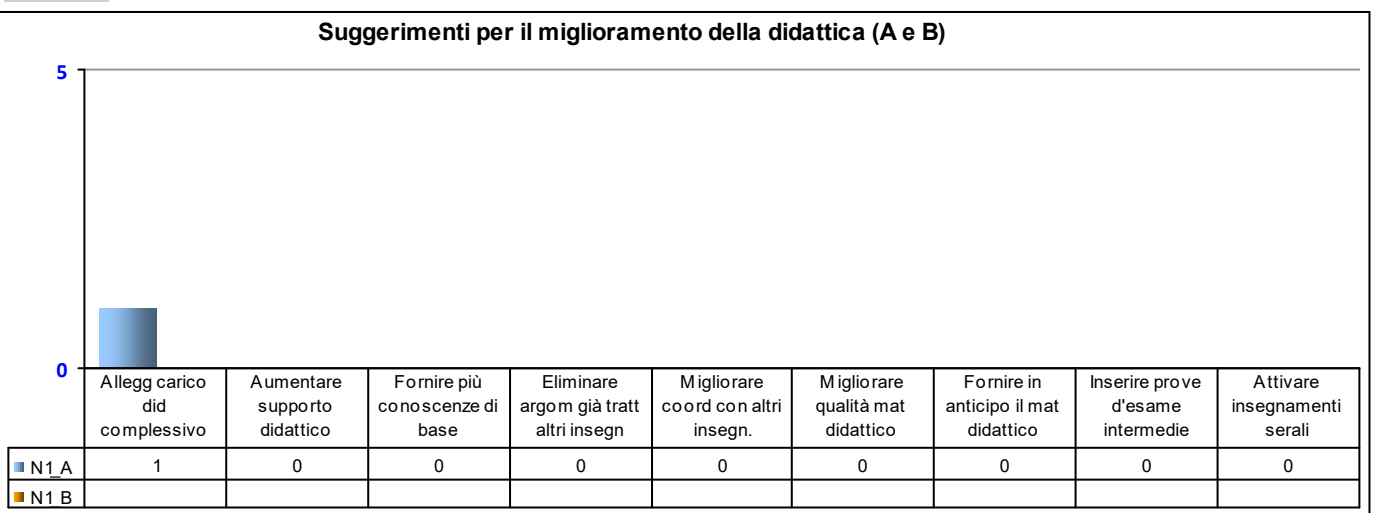 Suggerimenti per il miglioramento della didattica (A e B)
5
0
Allegg carico did complessivo
Aumentare supporto didattico
Fornire più conoscenze di base
Eliminare argom già tratt altri insegn
Migliorare coord con altri insegn.
Migliorare qualità mat didattico
Fornire in anticipo il mat didattico
Inserire prove d'esame intermedie
Attivare insegnamenti serali
N1_A 1 0 0 0 0 0 0 0 0
N1_B